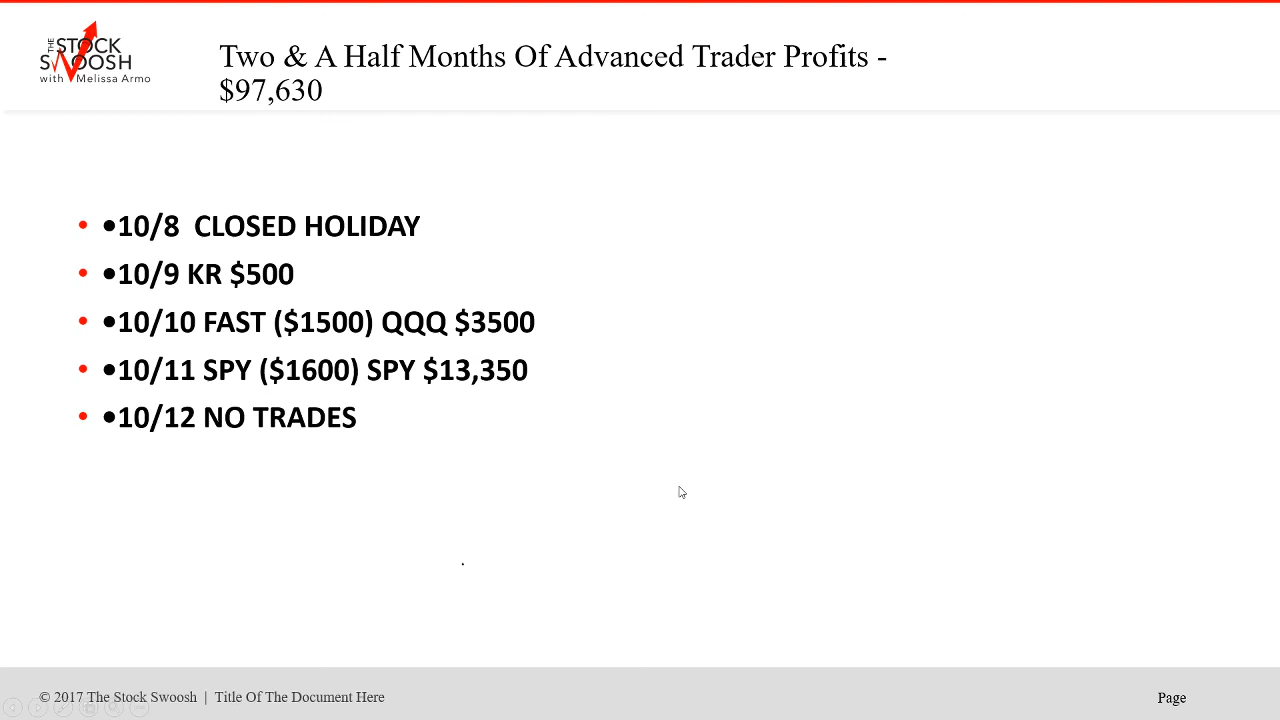 THE STOCK
SWOOSH
with Melissa Armo
Two & A Half Months Of Advanced Trader Profits -
$97,630
• •10/8  CLOSED HOLIDAY
• •10/9 KR $500
• •10/10 FAST ($1500) QQQ $3500
• •10/11 SPY ($1600) SPY $13,350
• •10/12 NO TRADES
.
© 2017 The Stock Swoosh | Title Of The Document Here
Page